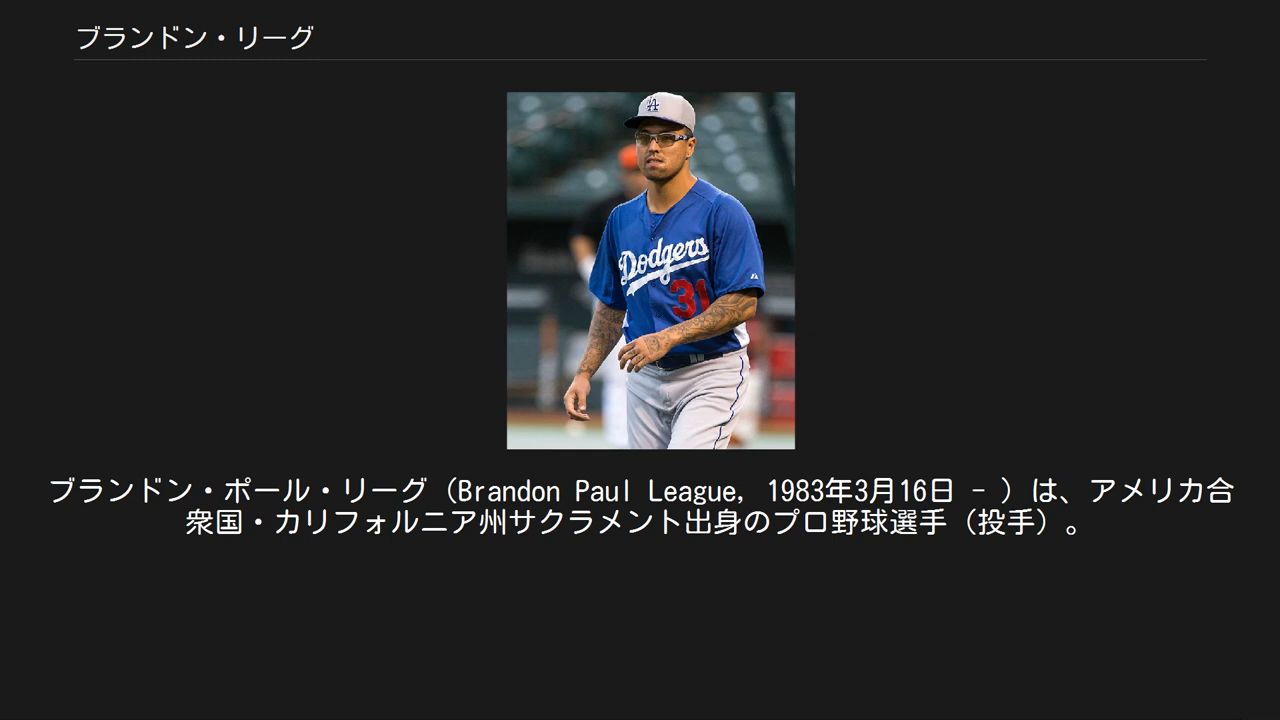 ブランドン・リーグ
LA
Dodgers
31
ブランドン・ポール・リーグ（Brandon Paul League, 1983年3月16日 - ）は、アメリカ合
衆国・カリフォルニア州サクラメント出身のプロ野球選手（投手）。